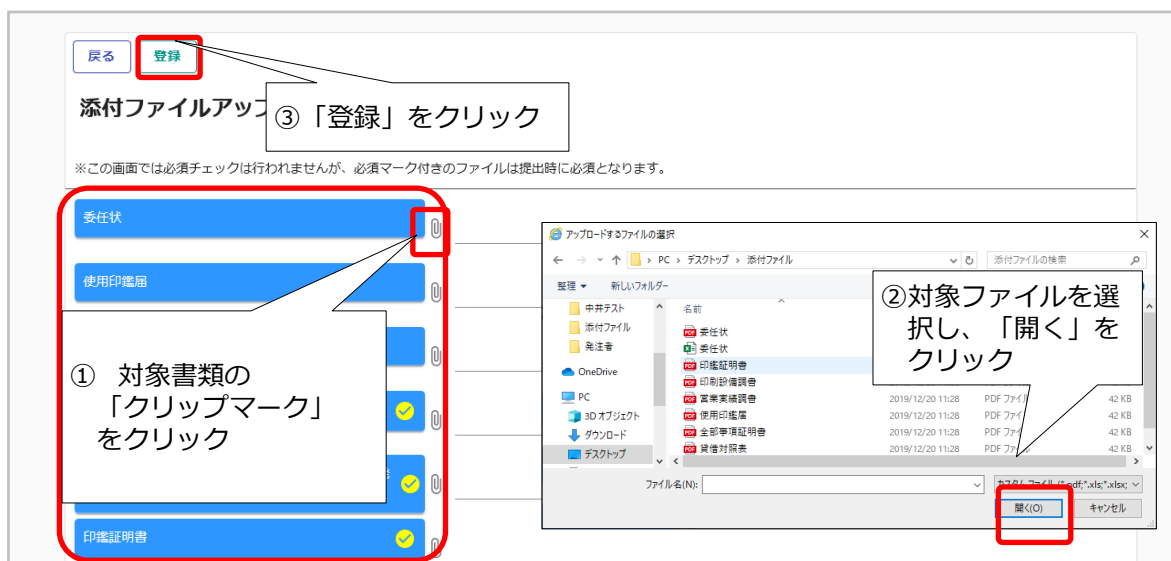 戻る 登録
③「登録」をクリック
添付ファイルアップ
※この画面では必須チェックは行われませんが、必須マーク付きのファイルは提出時に必須となります。
委任状
使用印鑑届
① 対象書類の
「クリップマーク」
をクリック
印鑑証明書
アップロードするファイルの選択
PC › デスクトップ › 添付ファイル
添付ファイルの検索
整理 新しいフォルダー
②対象ファイルを選
択し、「開く」を
クリック
中井テスト
添付ファイル
発注者
OneDrive
PC
3D オブジェクト
ダウンロード
デスクトップ
名前
委任状
委任状
印鑑証明書
印刷設備調書
営業実績調書 2019/12/20 11:28 PDF ファイル 42 KB
使用印鑑届 2019/12/20 11:28 PDF ファイ 42 KB
全部事項証明書 2019/12/20 11:28 PDF ファイ 42 KB
貸借対照表 2019/12/20 11:28 PDF ファイル 42 KB
ファイル名(N):
カスタム ファイル (*.pdf;*.xls;*.xlsx;
開く(O) キャンセル